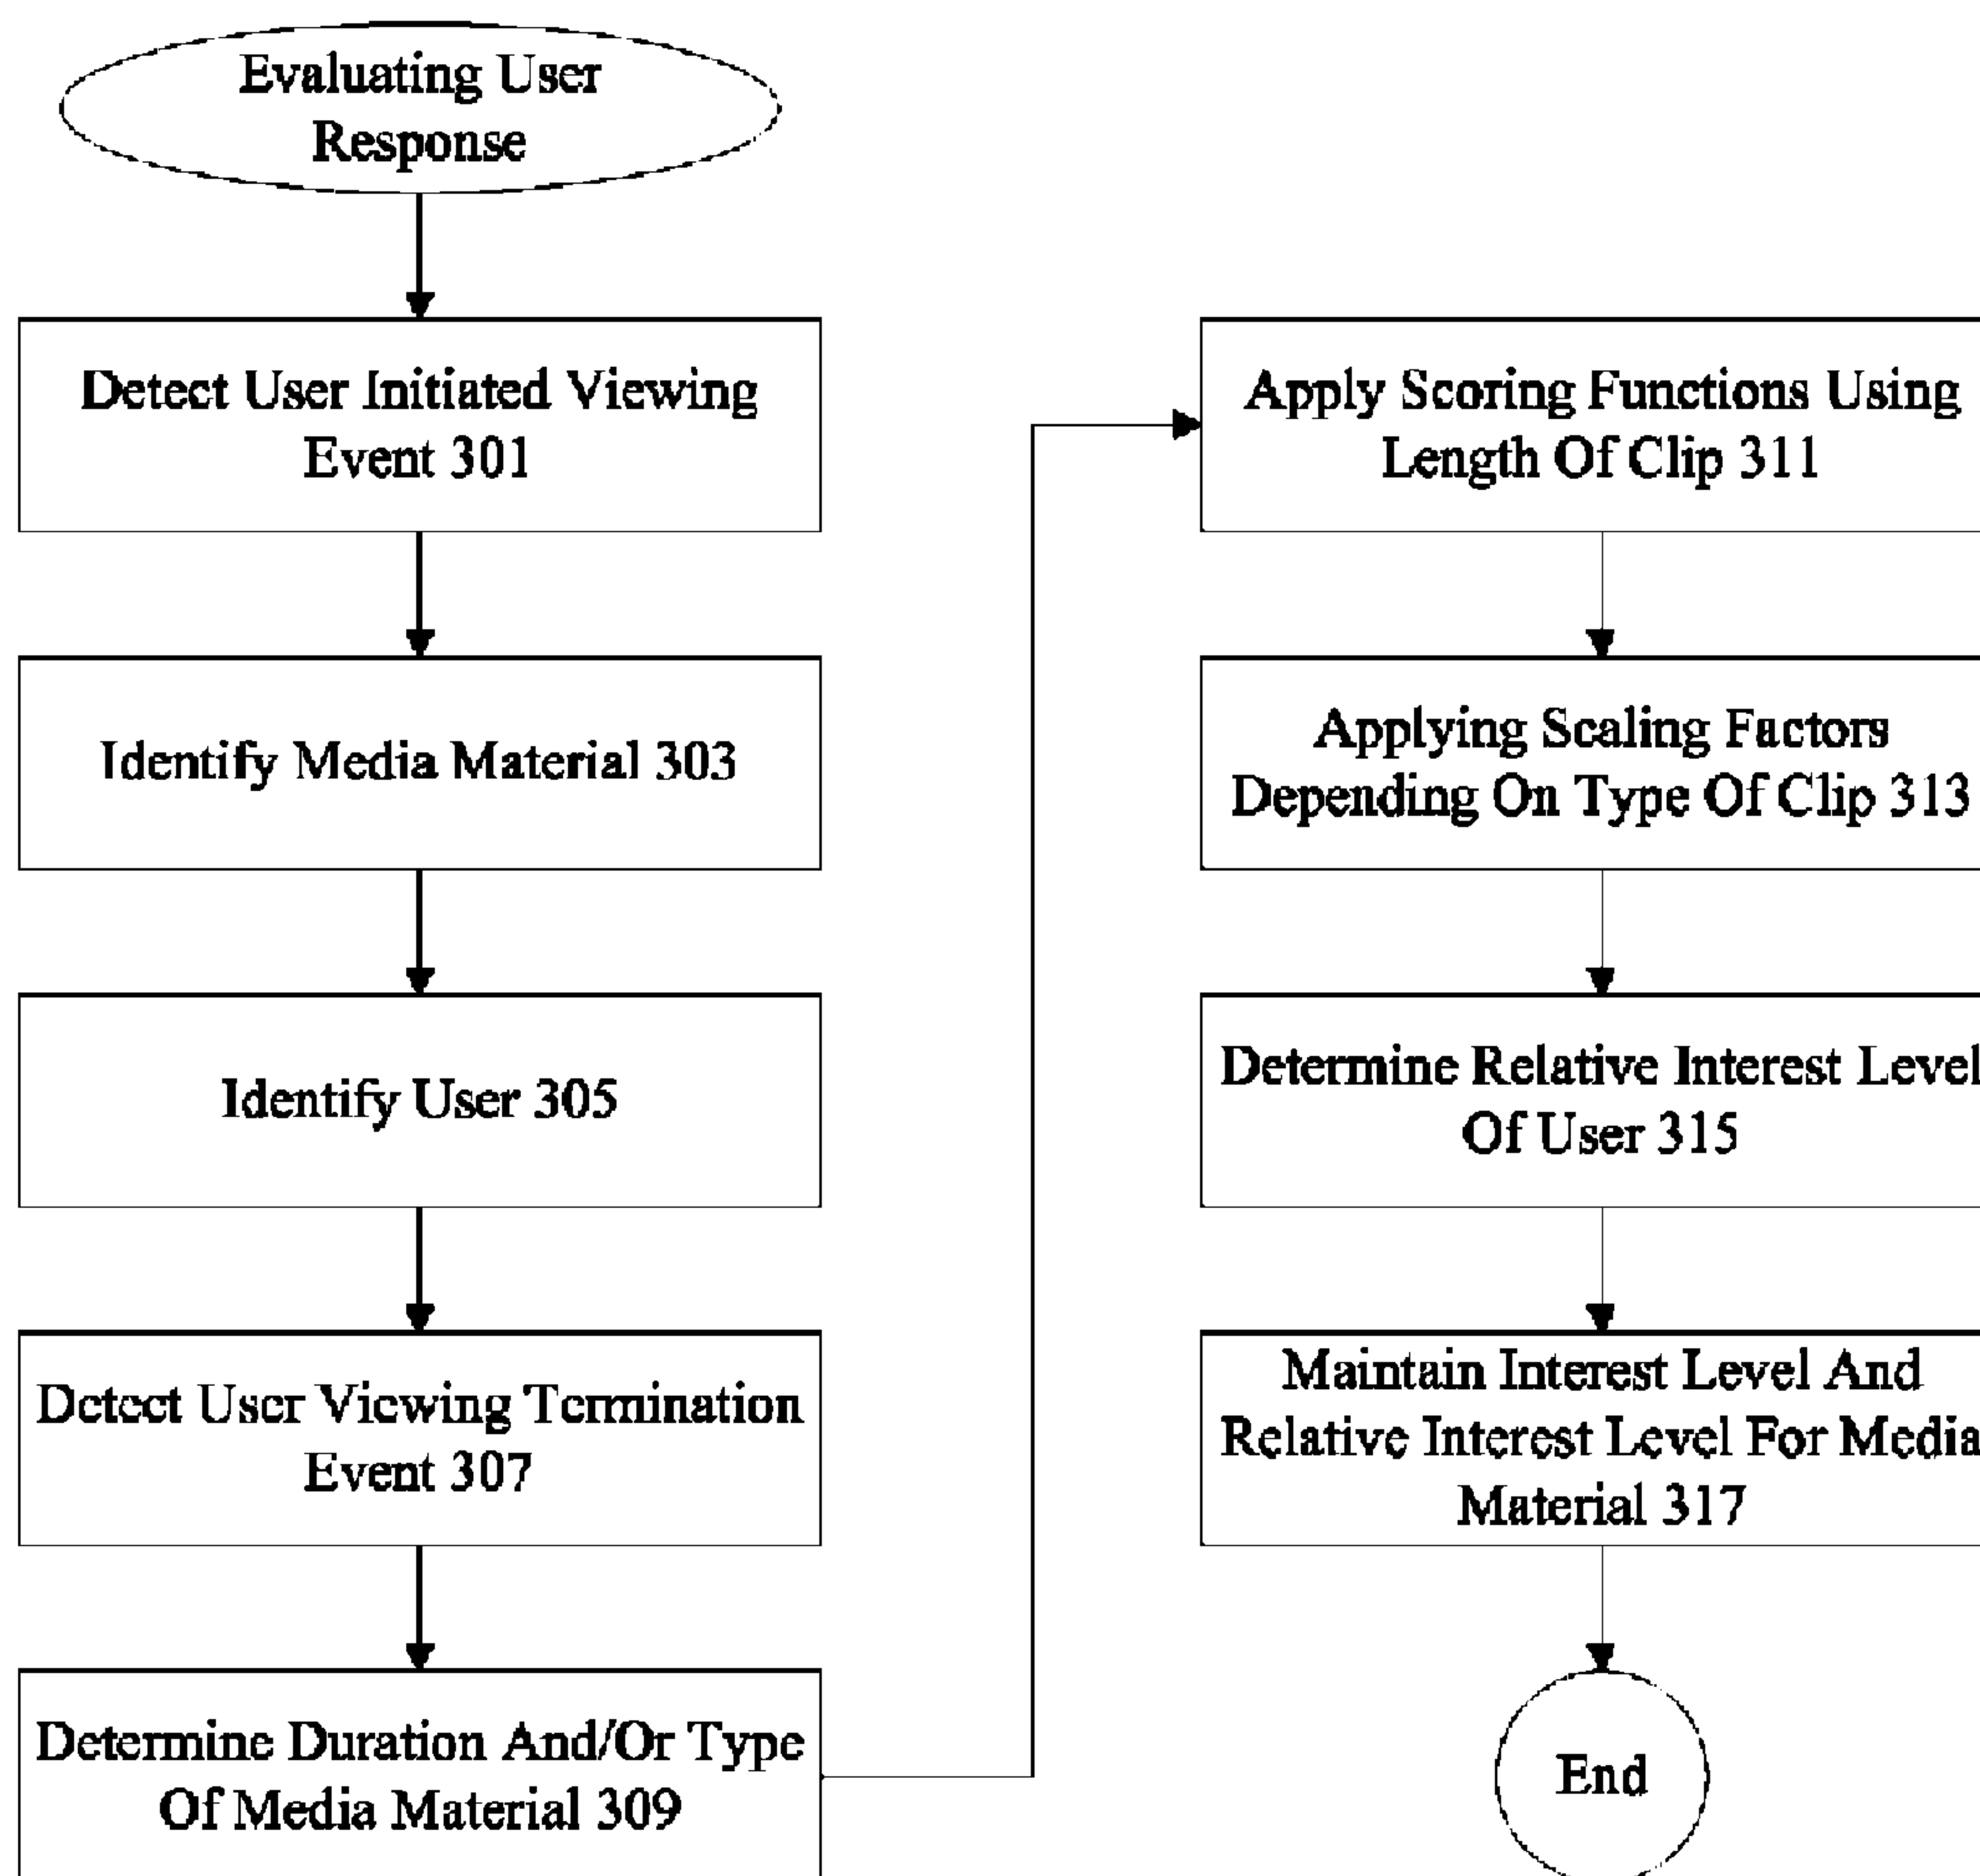 Evaluating User
Response
Detect User Initiated Viewing
Event 301
Identify Media Material 303
Identify User 305
Detect User Viewing Termination
Event 307
Determine Duration And/Or Type
Of Media Material 309
Apply Scoring Functions Using
Length Of Clip 311
Applying Scaling Factors
Depending On Type Of Clip 313
Determine Relative Interest Level
Of User 315
Maintain Interest Level And
Relative Interest Level For Media
Material 317
End